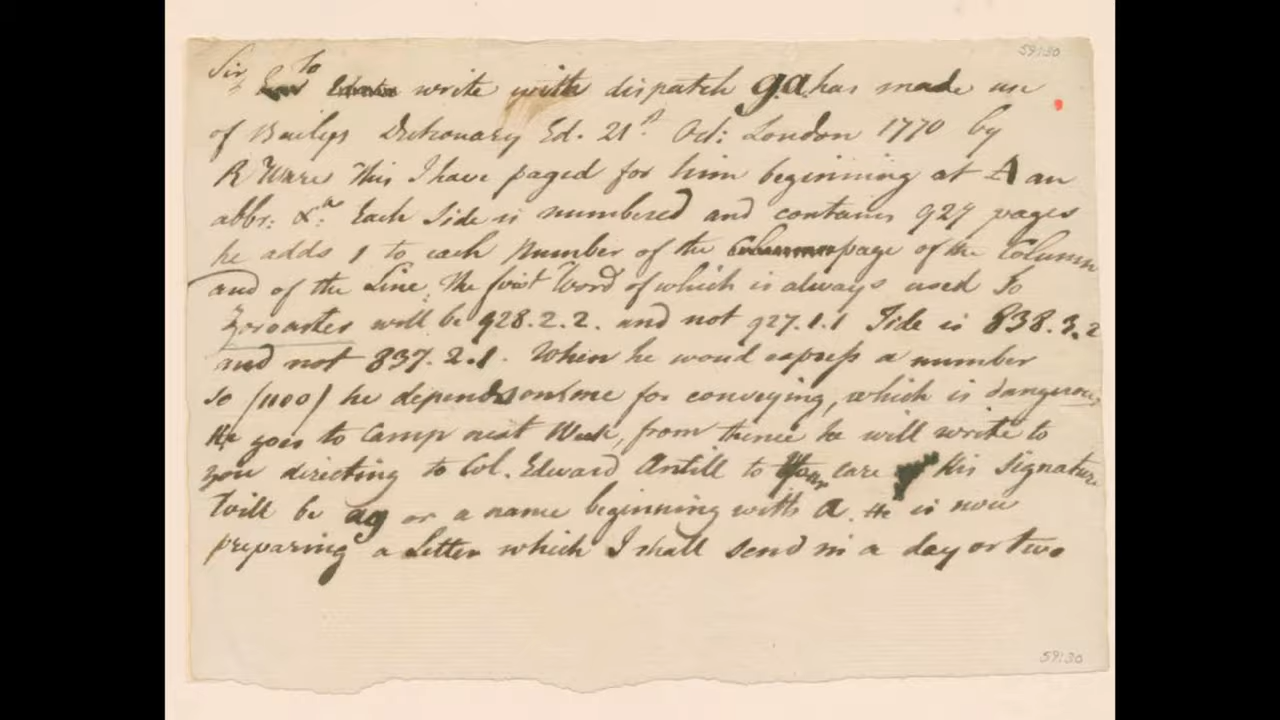 59130
Sir, To
write with dispatch ga. has made use
of Baileys Dictionary Ed. 21st Oct: London 1770 by
R Ware This I have paged for him beginning at A an
abbr: &ca Each Side is numbered and contains 927 pages
he adds 1 to each Number of the page of the Column
and of the Line, the first Word of which is always used So
Zoroaster will be 928.2.2. and not 927.1.1 Tide is 838.3.2
and not 837.2.1. When he would express a number
so (1100) he depends on me for conveying, which is dangerous,
He goes to Camp next Week, from thence he will write to
you directing to Col. Edward Antill to care His Signature
Will be ag or a name beginning with a. He is now
preparing a Letter which I shall send in a day or two
59130